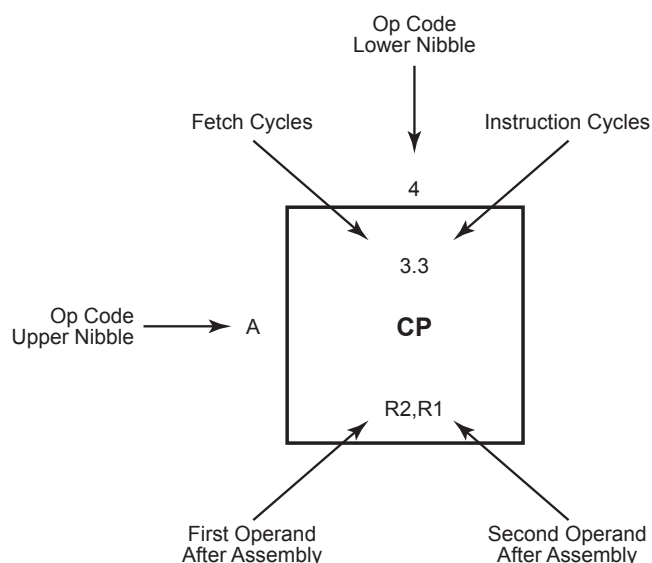 Op Code
Lower Nibble
Fetch Cycles
Instruction Cycles
4
3.3
Op Code
Upper Nibble
A
CP
R2,R1
First Operand
After Assembly
Second Operand
After Assembly